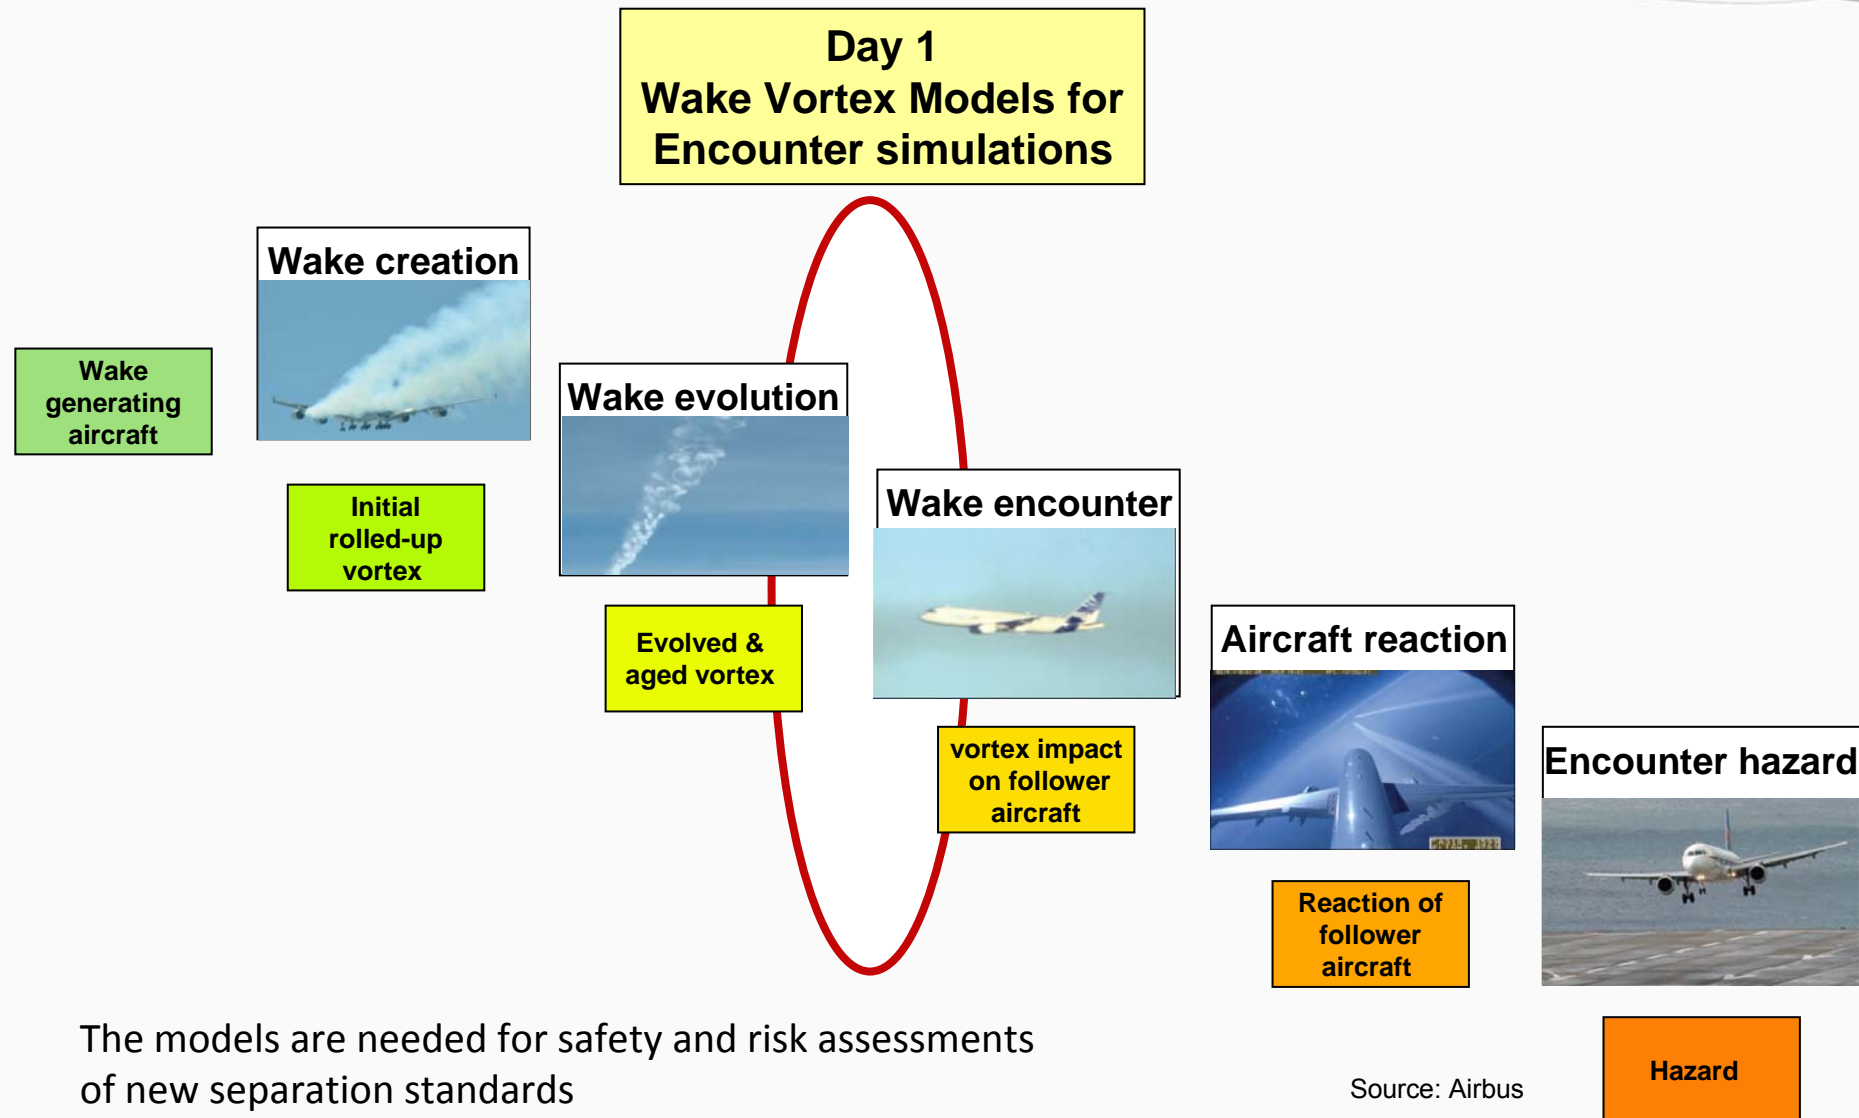 Day 1
Wake Vortex Models for
Encounter simulations
Wake creation
Wake
generating
aircraft
Initial
rolled-up
vortex
Wake evolution
Evolved &
aged vortex
Wake encounter
vortex impact
on follower
aircraft
Aircraft reaction
Reaction of
follower
aircraft
Encounter hazard
Hazard
The models are needed for safety and risk assessments
of new separation standards
Source: Airbus